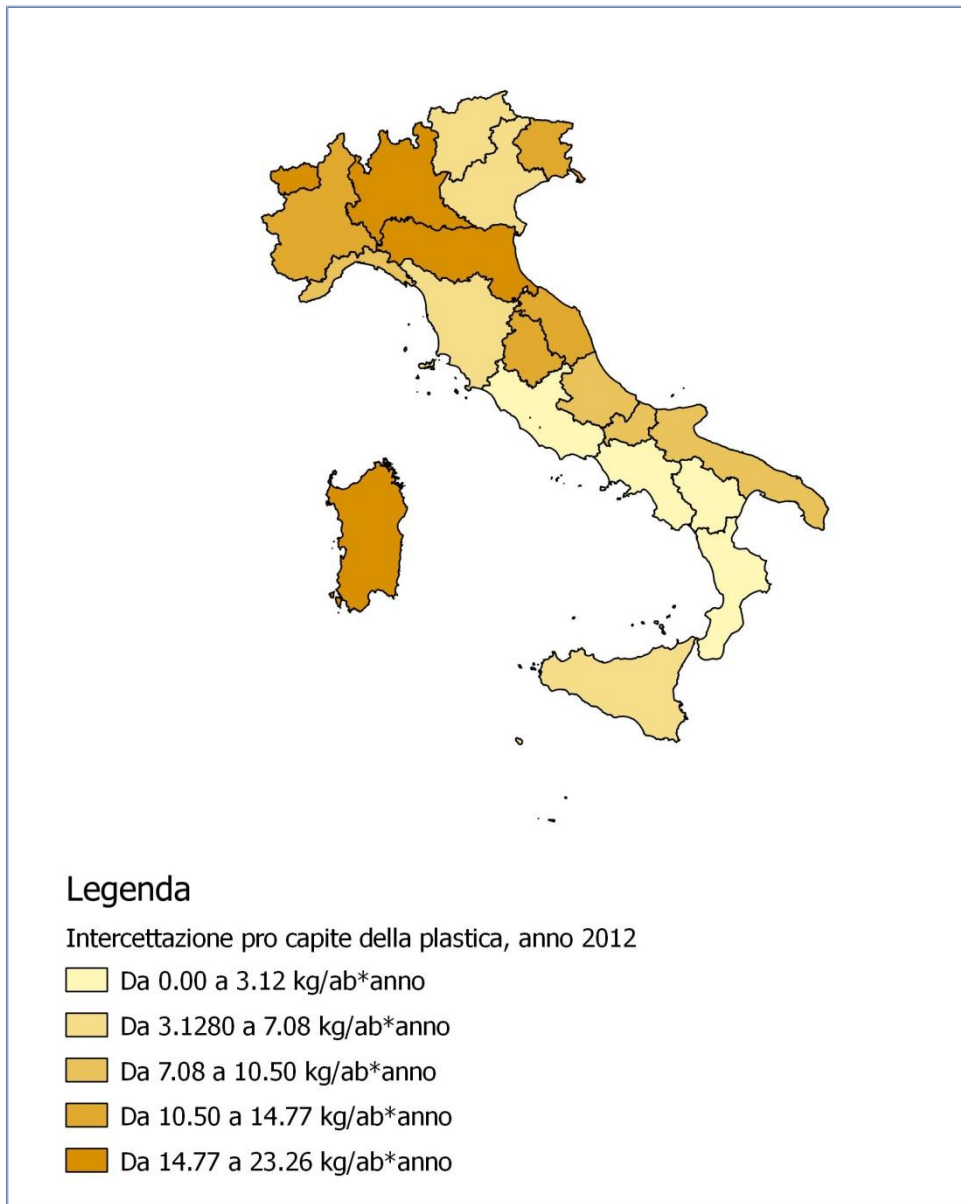 Legenda
Intercettazione pro capite della plastica, anno 2012
Da 0.00 a 3.12 kg/ab*anno
Da 3.1280 a 7.08 kg/ab*anno
Da 7.08 a 10.50 kg/ab*anno
Da 10.50 a 14.77 kg/ab*anno
Da 14.77 a 23.26 kg/ab*anno